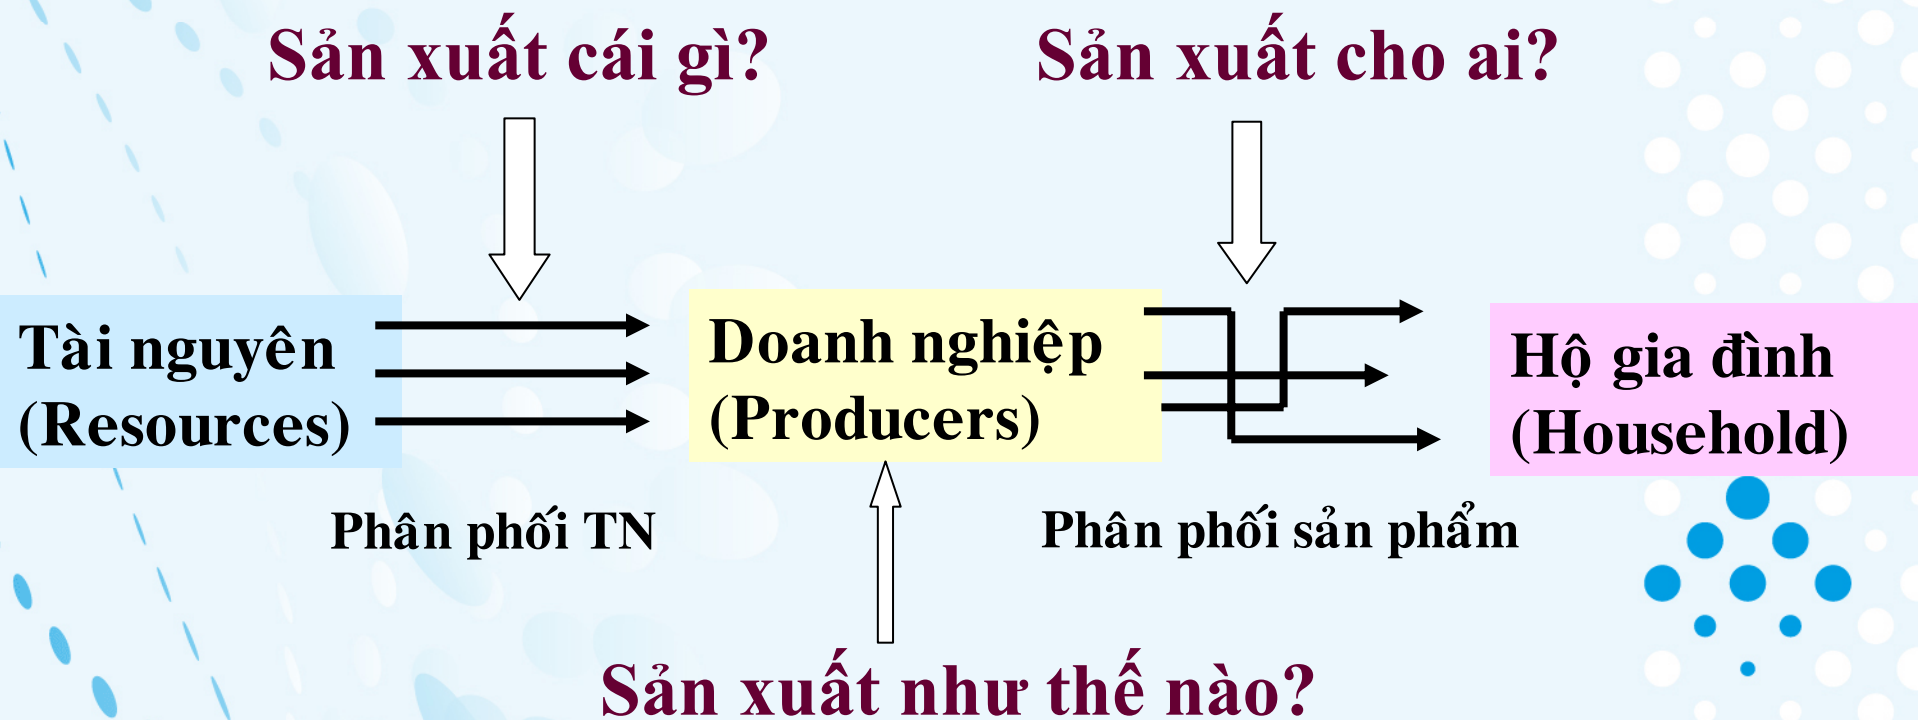 Sản xuất cái gì?
Sản xuất cho ai?
Tài nguyên
(Resources)
Doanh nghiệp
(Producers)
Hộ gia đình
(Household)
Phân phối TN
Phân phối sản phẩm
Sản xuất như thế nào?